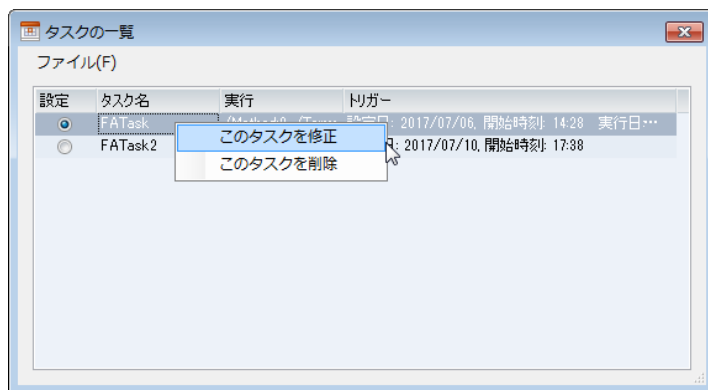 タスクの一覧
ファイル(F)
設定 タスク名 実行 トリガー
FATask 2017/07/06, 開始時刻: 14:28 実行日…
このタスクを修正
FATask2 日: 2017/07/10, 開始時刻: 17:38
このタスクを削除